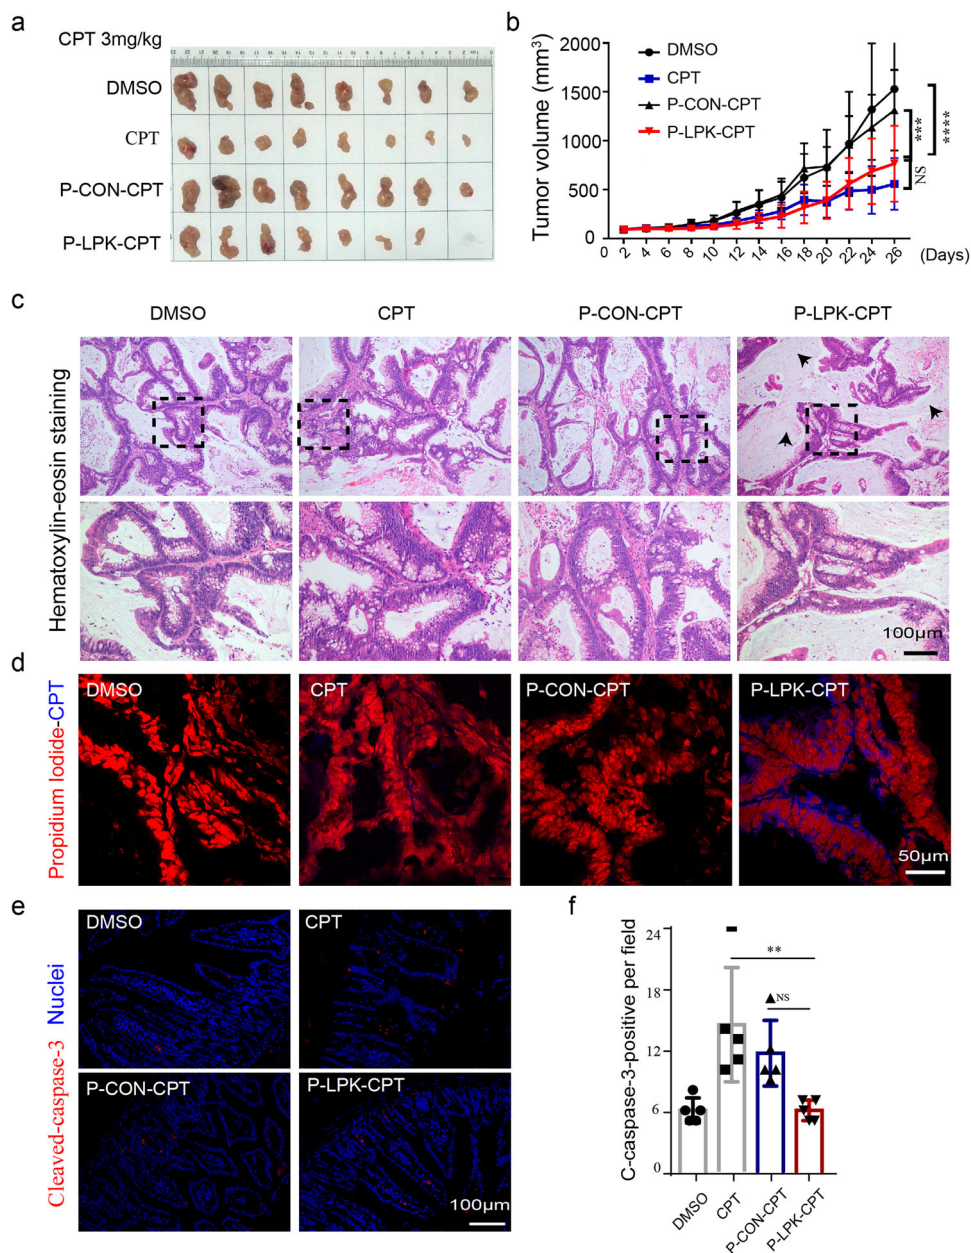 a
CPT 3mg/kg
DMSO
CPT
P-CON-CPT
P-LPK-CPT
b
Tumor volume (mm³)
2000
1500
1000
500
0
2 4 6 8 10 12 14 16 18 20 22 24 26 (Days)
DMSO
CPT
P-CON-CPT
P-LPK-CPT
***
****
NS
c
DMSO CPT P-CON-CPT P-LPK-CPT
Hematoxylin-eosin staining
100μm
d
Propidium Iodide-CPT
DMSO CPT P-CON-CPT P-LPK-CPT
50μm
e
Cleaved-caspase-3 Nuclei
DMSO CPT
P-CON-CPT P-LPK-CPT
100μm
f
C-caspase-3-positive per field
24
18
12
6
0
**
NS
DMSO CPT P-CON-CPT P-LPK-CPT